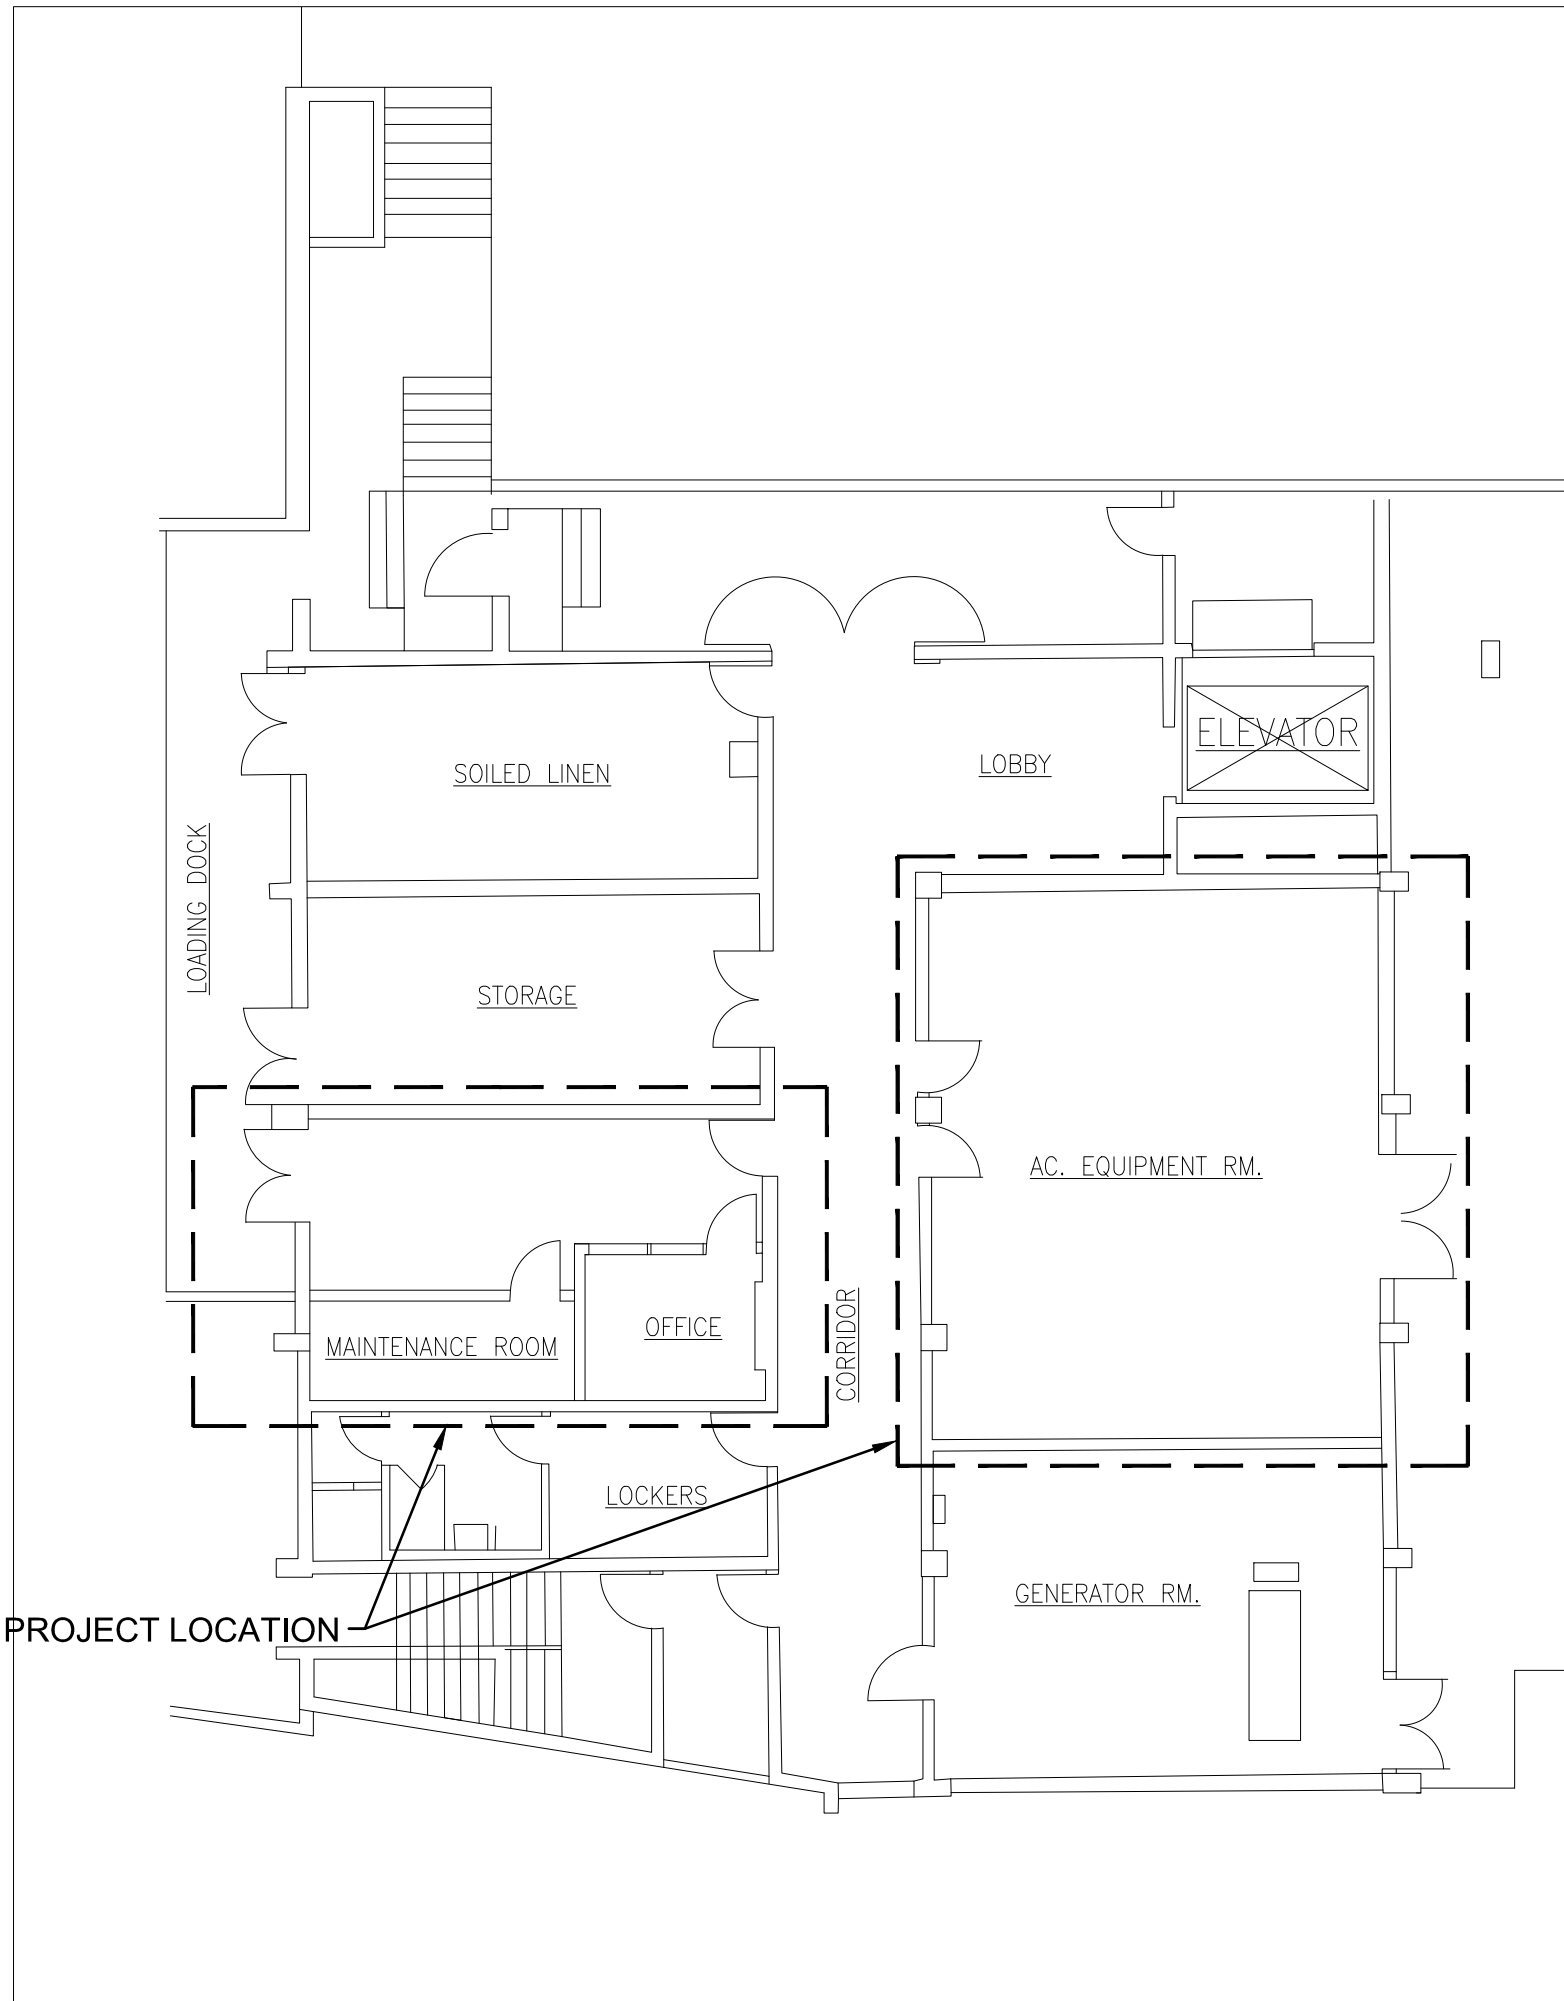 ELEVATOR
LOBBY
SOILED LINEN
LOADING DOCK
STORAGE
AC. EQUIPMENT RM.
OFFICE
MAINTENANCE ROOM
CORRIDOR
LOCKERS
GENERATOR RM.
PROJECT LOCATION